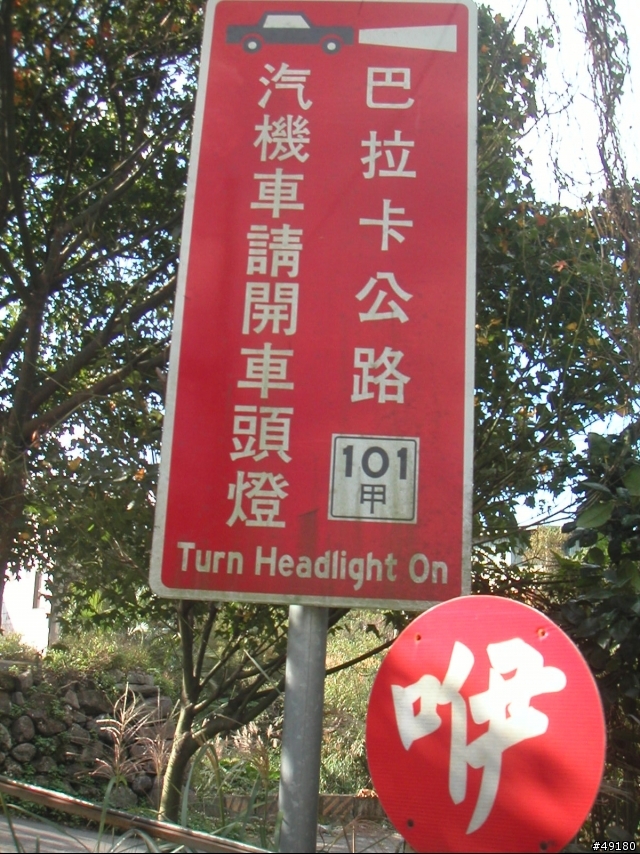 巴拉卡公路
101
甲
汽機車請開車頭燈
Turn Headlight On
咿
#49180